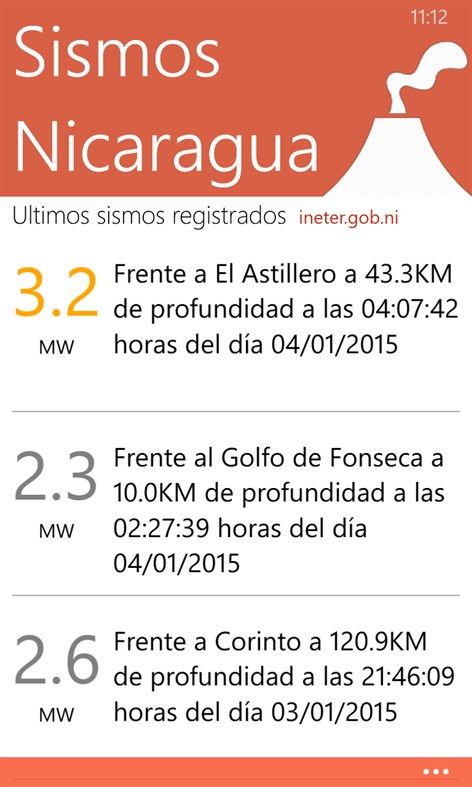 11:12
Sismos
Nicaragua
Ultimos sismos registrados ineter.gob.ni
3.2
MW
Frente a El Astillero a 43.3KM
de profundidad a las 04:07:42
horas del día 04/01/2015
2.3
MW
Frente al Golfo de Fonseca a
10.0KM de profundidad a las
02:27:39 horas del día
04/01/2015
2.6
MW
Frente a Corinto a 120.9KM
de profundidad a las 21:46:09
horas del día 03/01/2015